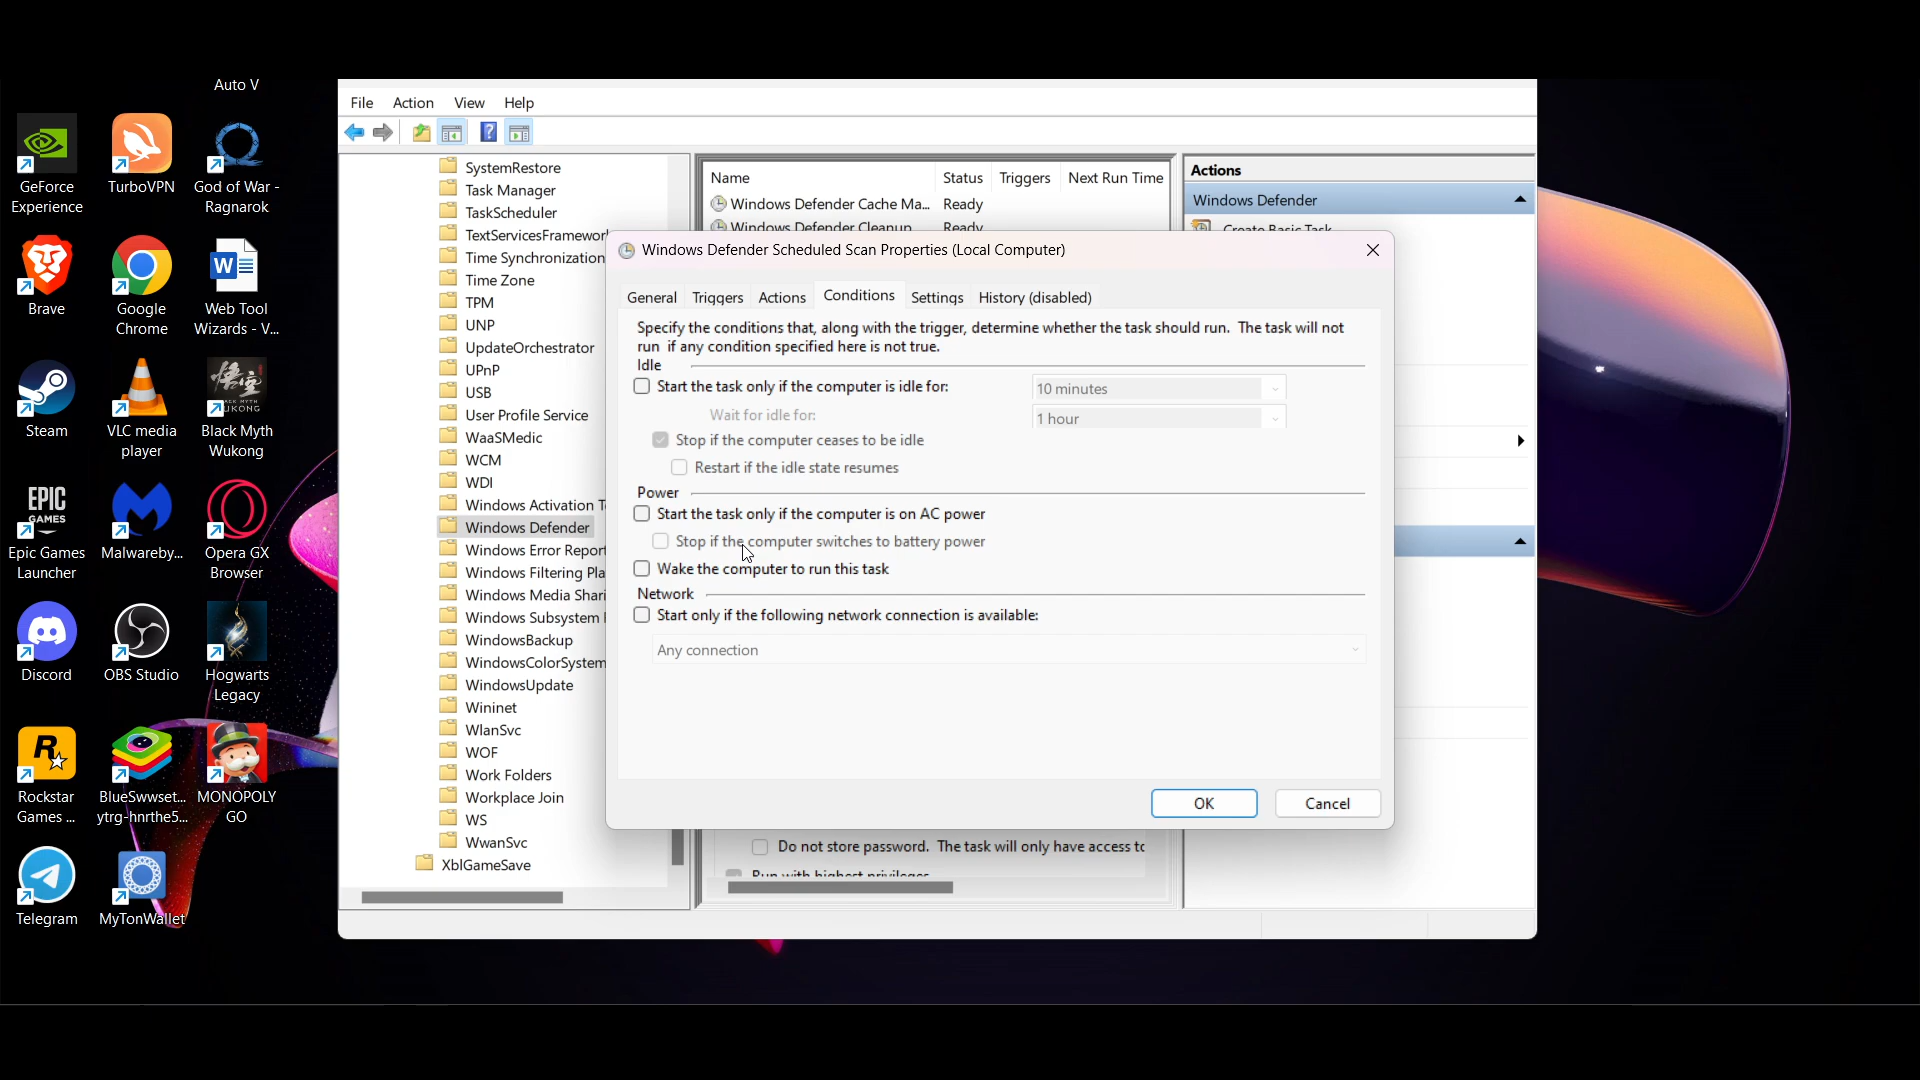 Auto V
GeForce
Experience
TurboVPN
God of War -
Ragnarok
Brave
Google
Chrome
Web Tool
Wizards - V...
Steam
VLC media
player
Black Myth
Wukong
EPIC
GAMES
Epic Games
Launcher
Malwareby...
Opera GX
Browser
Discord
OBS Studio
Hogwarts
Legacy
Rockstar
Games ...
BlueSwwset...
ytrg-hnrthe5...
MONOPOLY
GO
Telegram
MyTonWallet
File Action View Help
SystemRestore
Task Manager
TaskScheduler
TextServicesFramework
Time Synchronization
Time Zone
TPM
UNP
UpdateOrchestrator
UPnP
USB
User Profile Service
WaaSMedic
WCM
WDI
Windows Activation T
Windows Defender
Windows Error Report
Windows Filtering Pla
Windows Media Shari
Windows Subsystem
WindowsBackup
WindowsColorSystem
WindowsUpdate
Wininet
WlanSvc
WOF
Work Folders
Workplace Join
WS
WwanSvc
XblGameSave
Name Status Triggers Next Run Time
Windows Defender Cache Ma... Ready
Windows Defender Cleanup Ready
Actions
Windows Defender
Create Basic Task
Windows Defender Scheduled Scan Properties (Local Computer)
General Triggers Actions Conditions Settings History (disabled)
Specify the conditions that, along with the trigger, determine whether the task should run. The task will not
run if any condition specified here is not true.
Idle
Start the task only if the computer is idle for: 10 minutes
Wait for idle for: 1 hour
Stop if the computer ceases to be idle
Restart if the idle state resumes
Power
Start the task only if the computer is on AC power
Stop if the computer switches to battery power
Wake the computer to run this task
Network
Start only if the following network connection is available:
Any connection
OK Cancel
Do not store password. The task will only have access to
Run with highest privileges